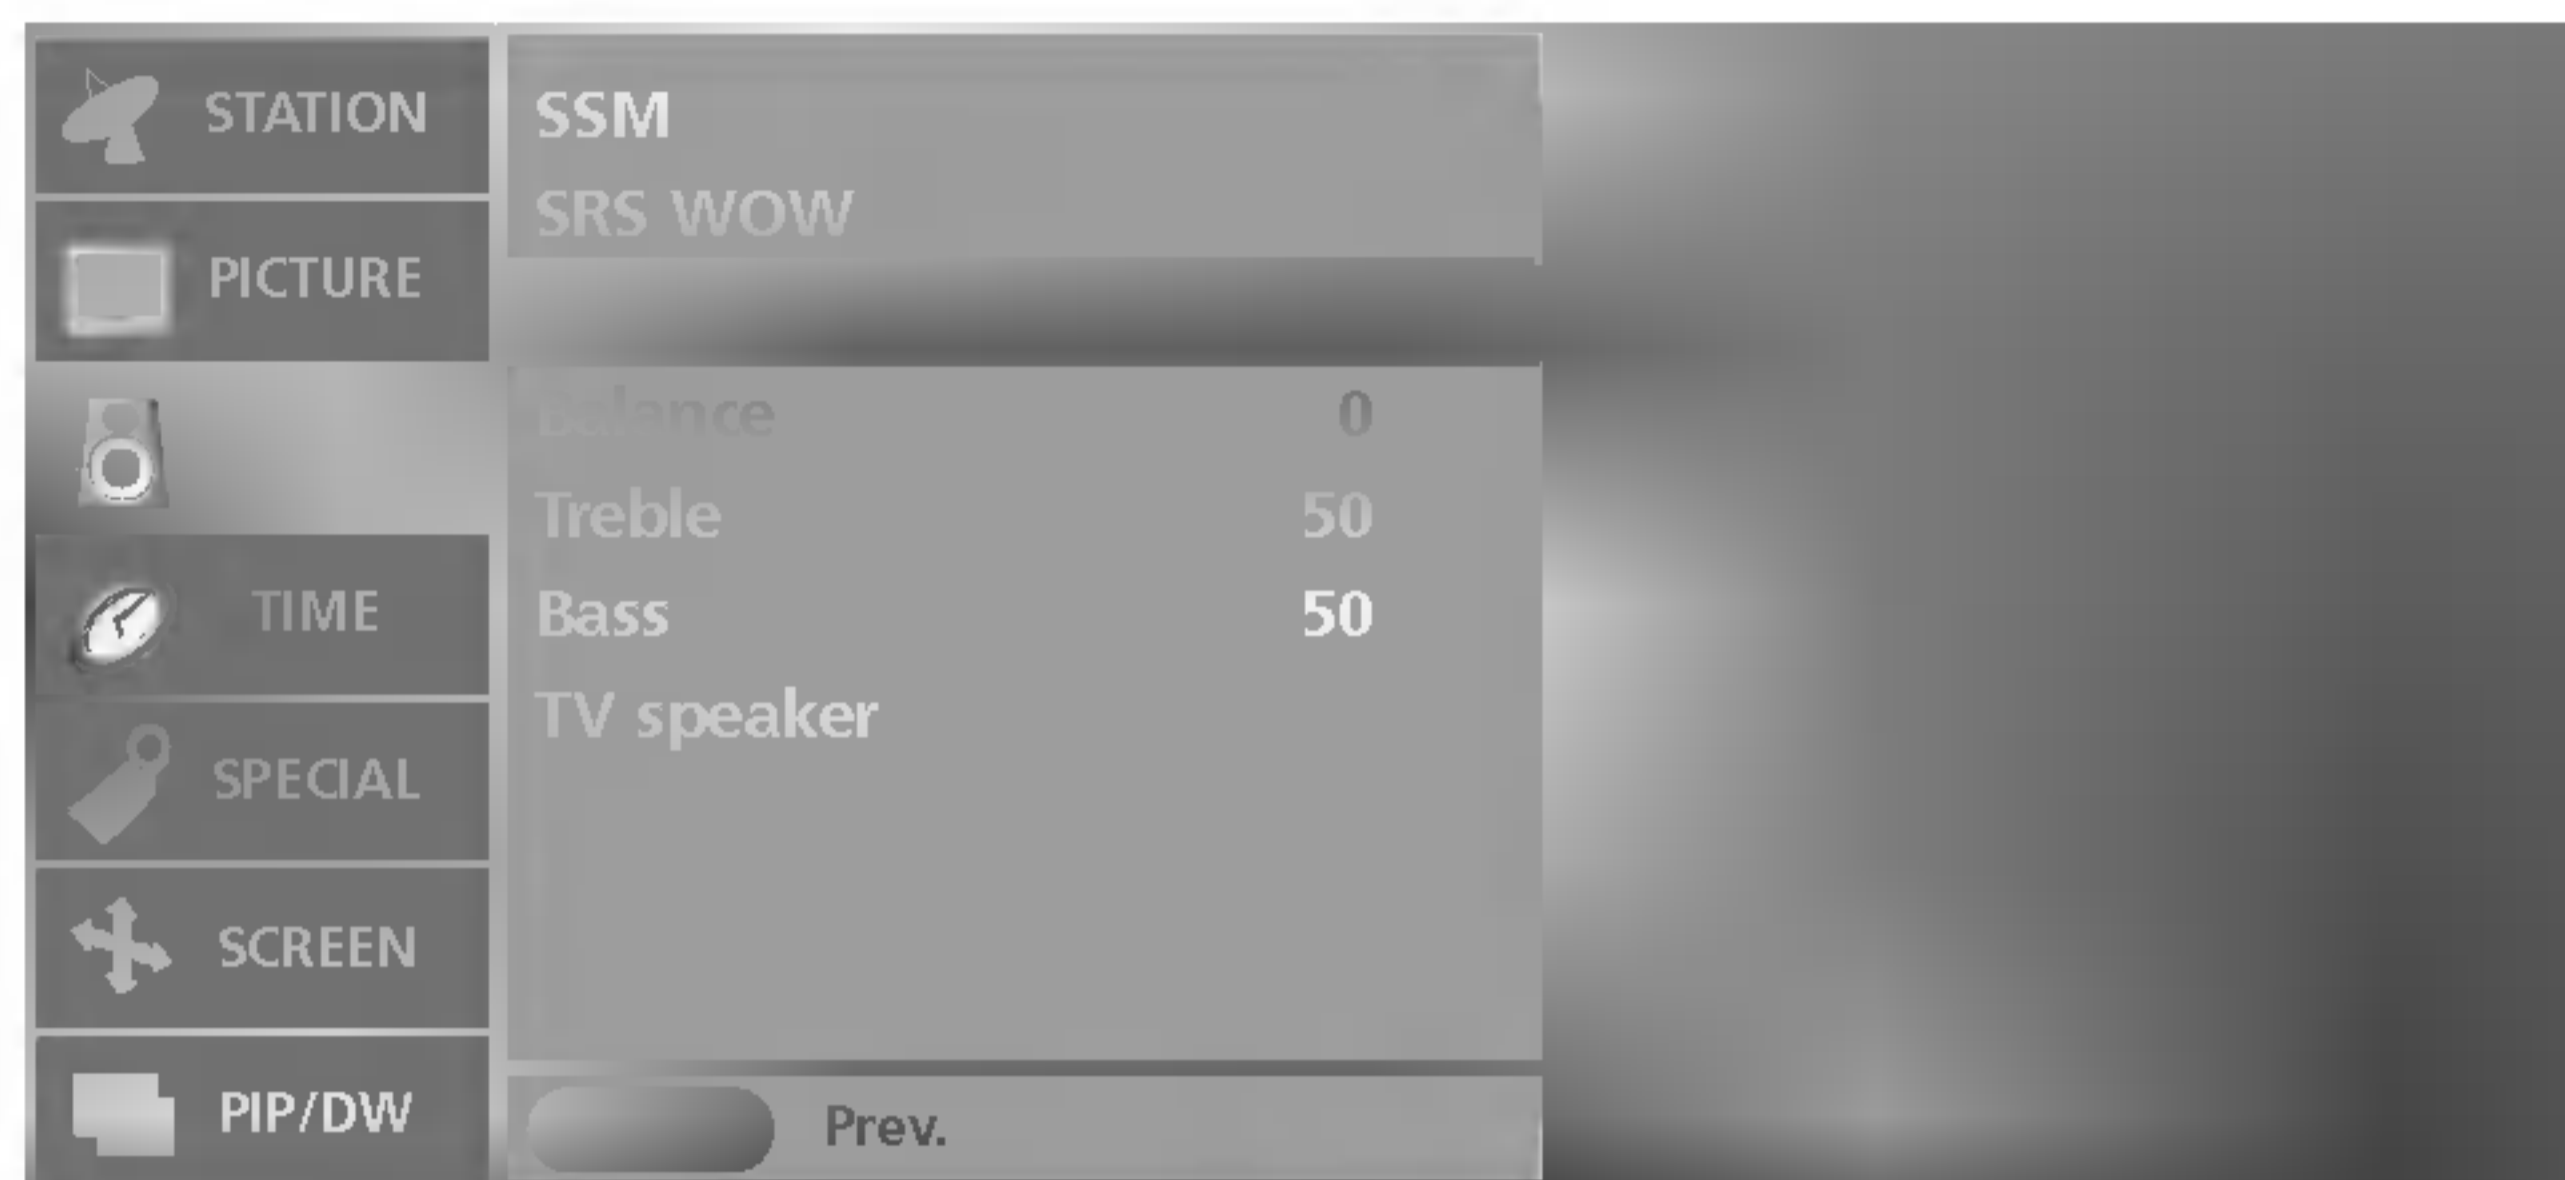 STATION
PICTURE
TIME
SPECIAL
SCREEN
PIP/DW
SSM
SRS WOW
Balance 0
Treble 50
Bass 50
TV speaker
Prev.